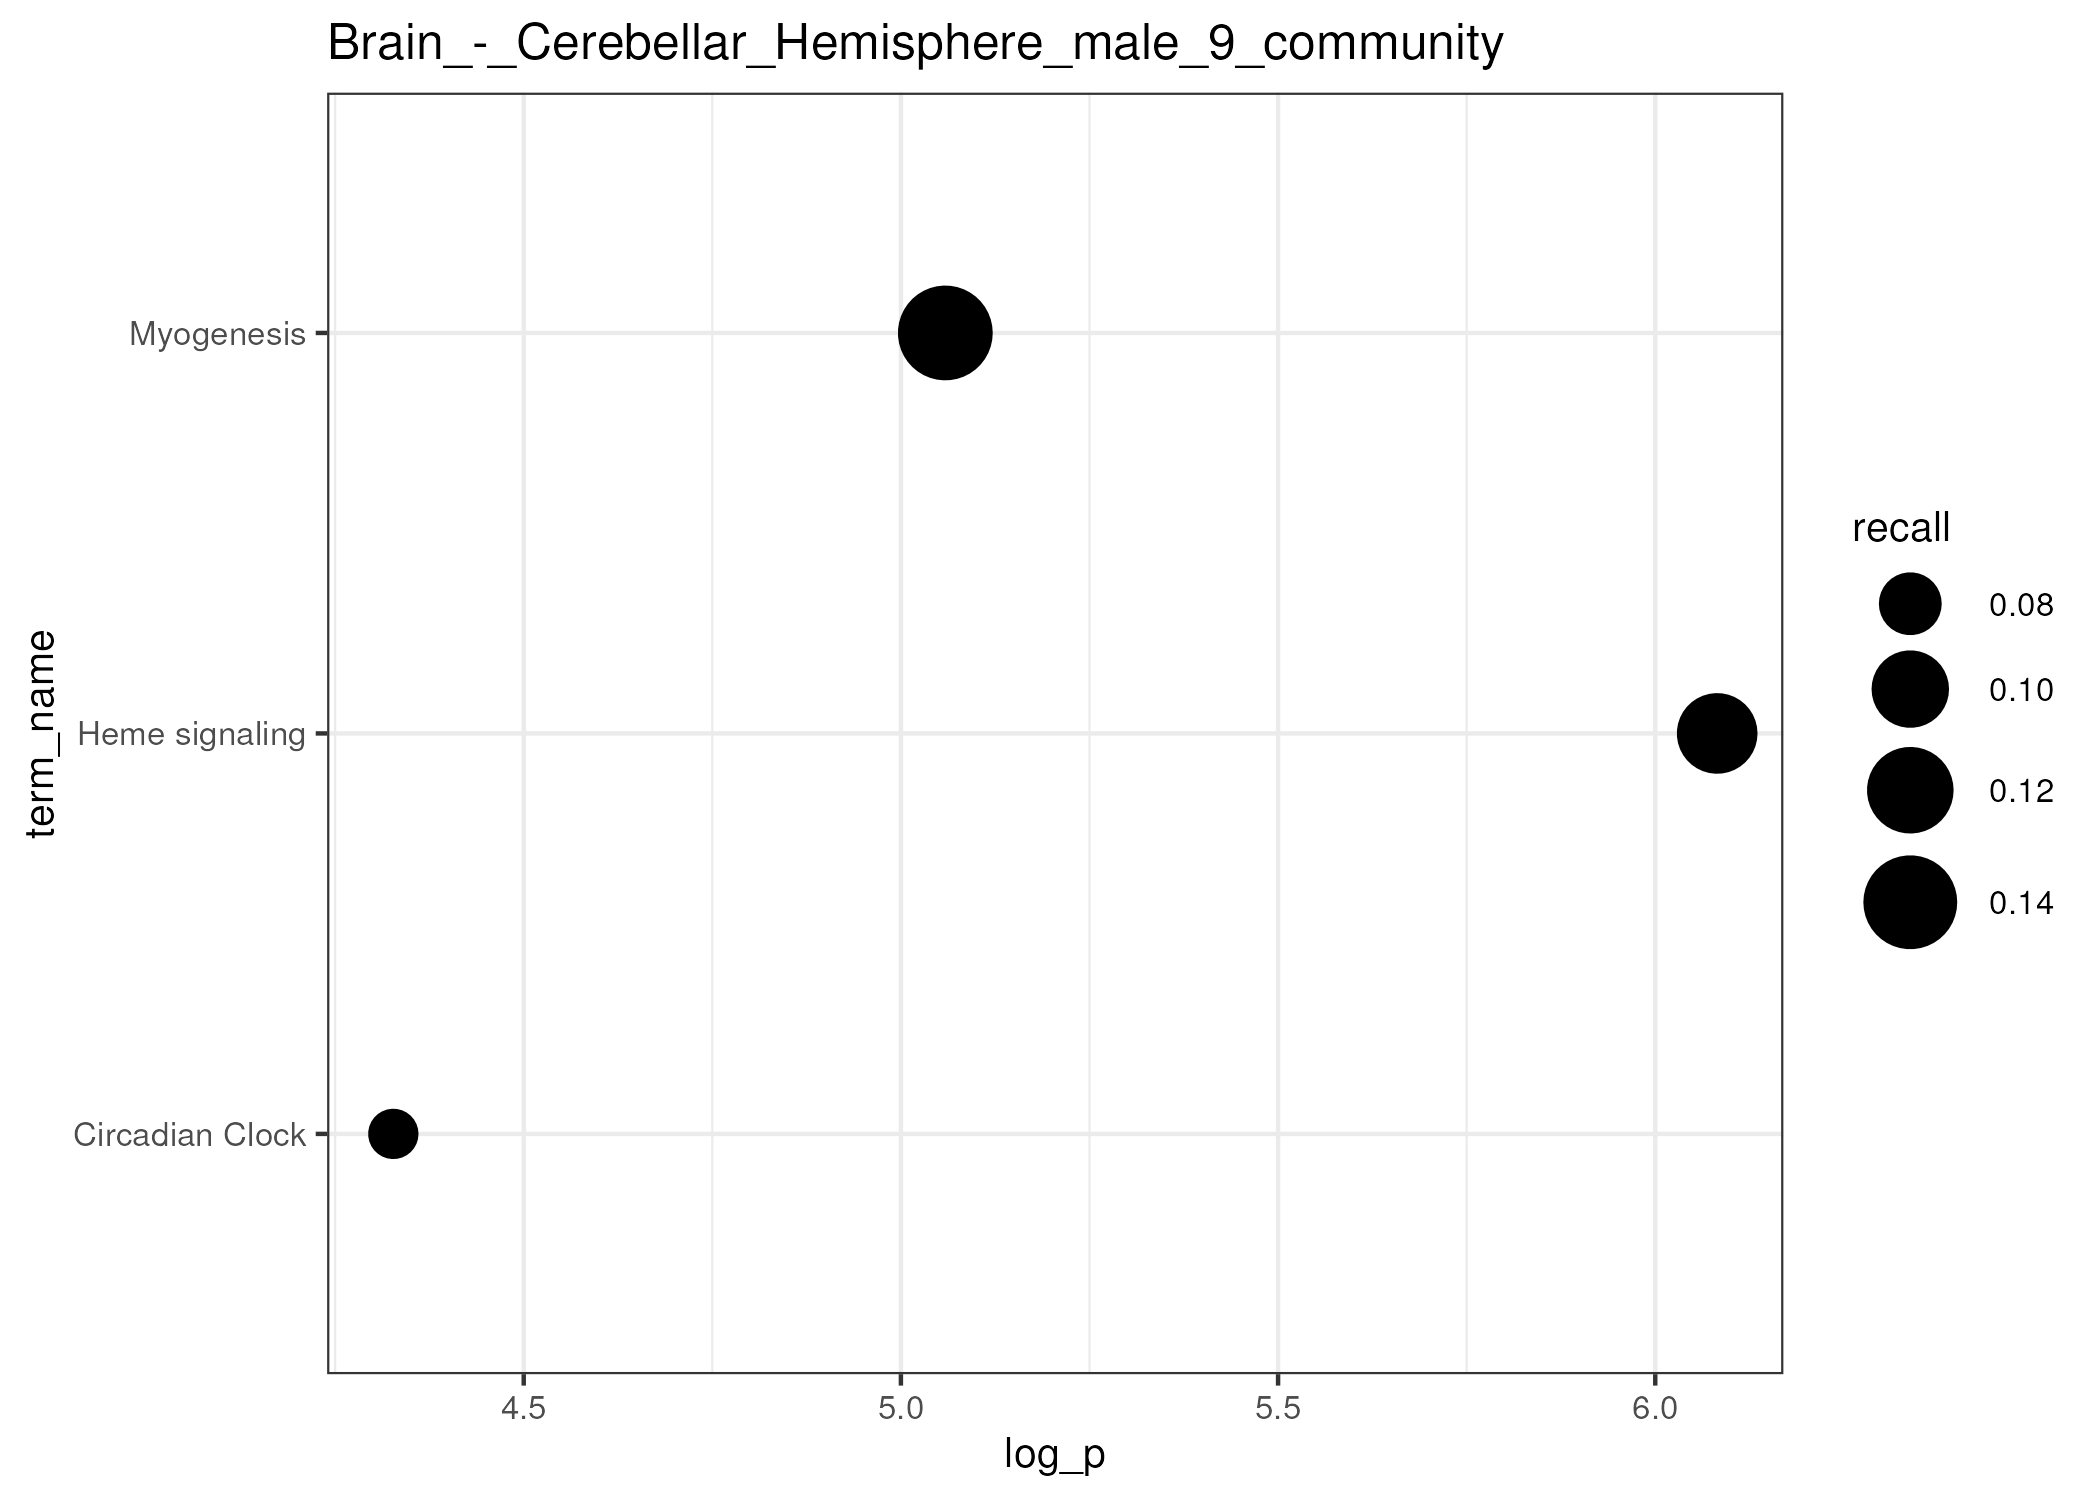 Brain_-_Cerebellar_Hemisphere_male_9_community
term_name
Myogenesis
Heme signaling
Circadian Clock
4.5
5.0
5.5
6.0
log_p
recall
0.08
0.10
0.12
0.14